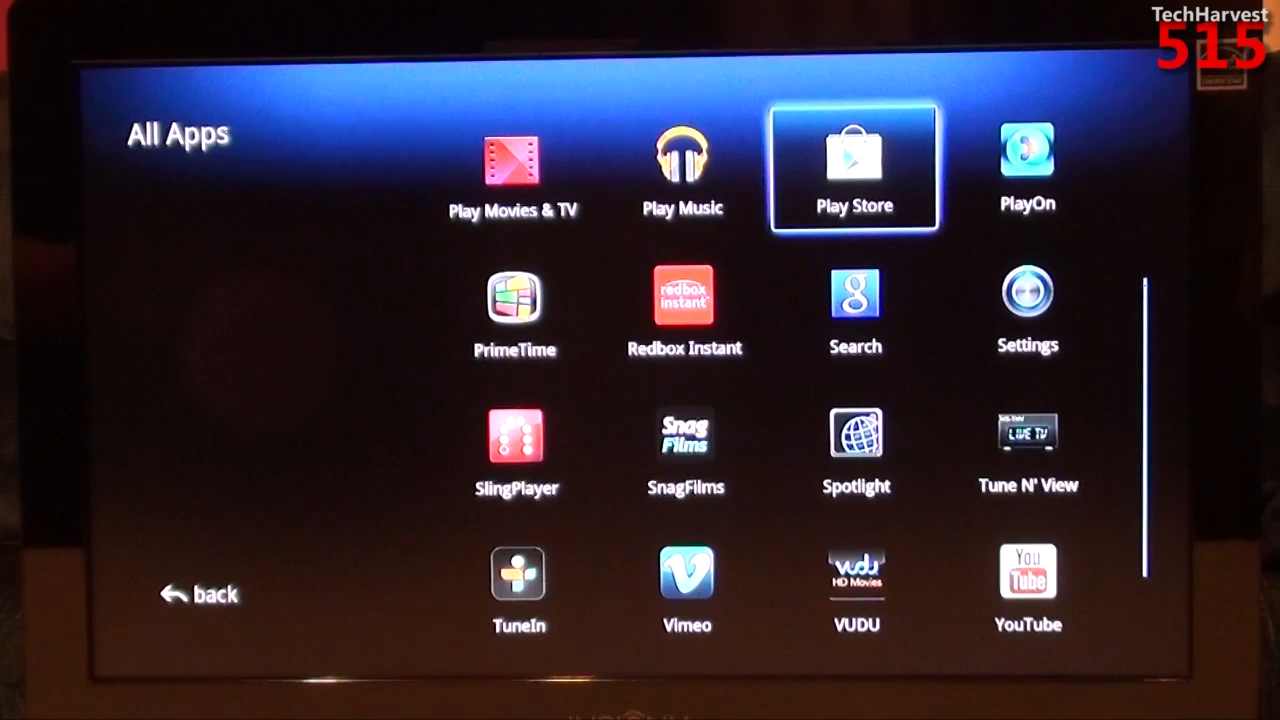 TechHarvest
515
All Apps
Play Movies & TV
Play Music
Play Store
PlayOn
redbox
instant
PrimeTime
Redbox Instant
g
Search
Settings
Snag
Films
LIVE TV
SlingPlayer
SnagFilms
Spotlight
Tune N' View
vudu
HD Movies
You
Tube
back
TuneIn
Vimeo
VUDU
YouTube